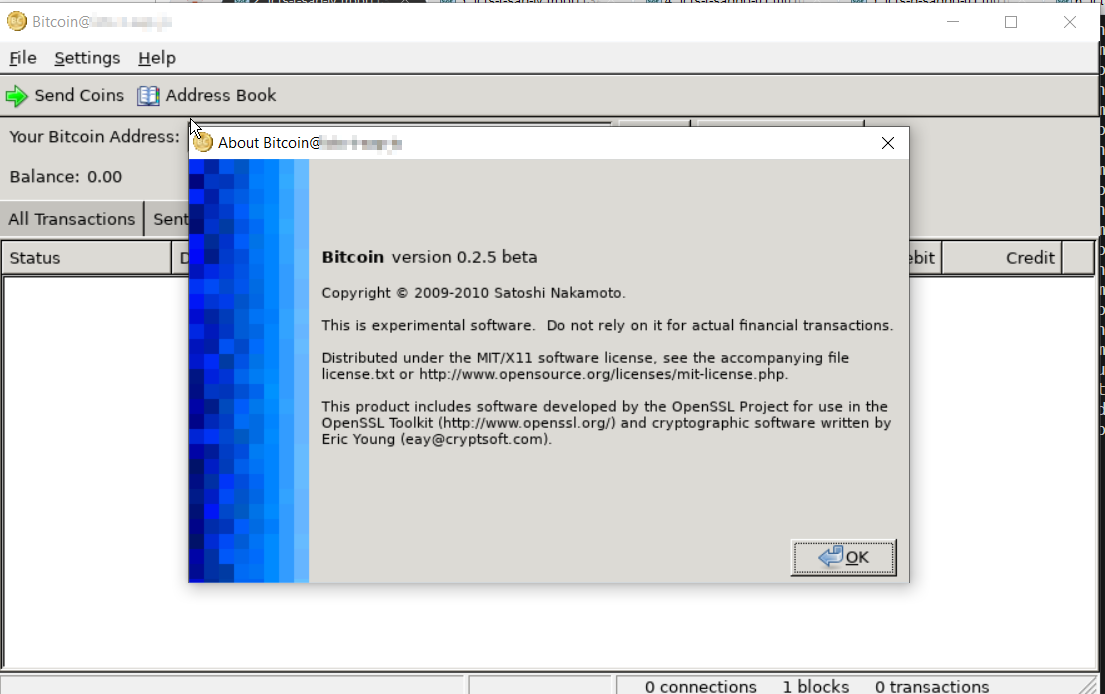 Bitcoin@
File Settings Help
Send Coins Address Book
Your Bitcoin Address:
About Bitcoin@
Balance: 0.00
All Transactions Sent
Status D ebit Credit
Bitcoin version 0.2.5 beta
Copyright © 2009-2010 Satoshi Nakamoto.
This is experimental software. Do not rely on it for actual financial transactions.
Distributed under the MIT/X11 software license, see the accompanying file
license.txt or http://www.opensource.org/licenses/mit-license.php.
This product includes software developed by the OpenSSL Project for use in the
OpenSSL Toolkit (http://www.openssl.org/) and cryptographic software written by
Eric Young (eay@cryptsoft.com).
OK
0 connections 1 blocks 0 transactions